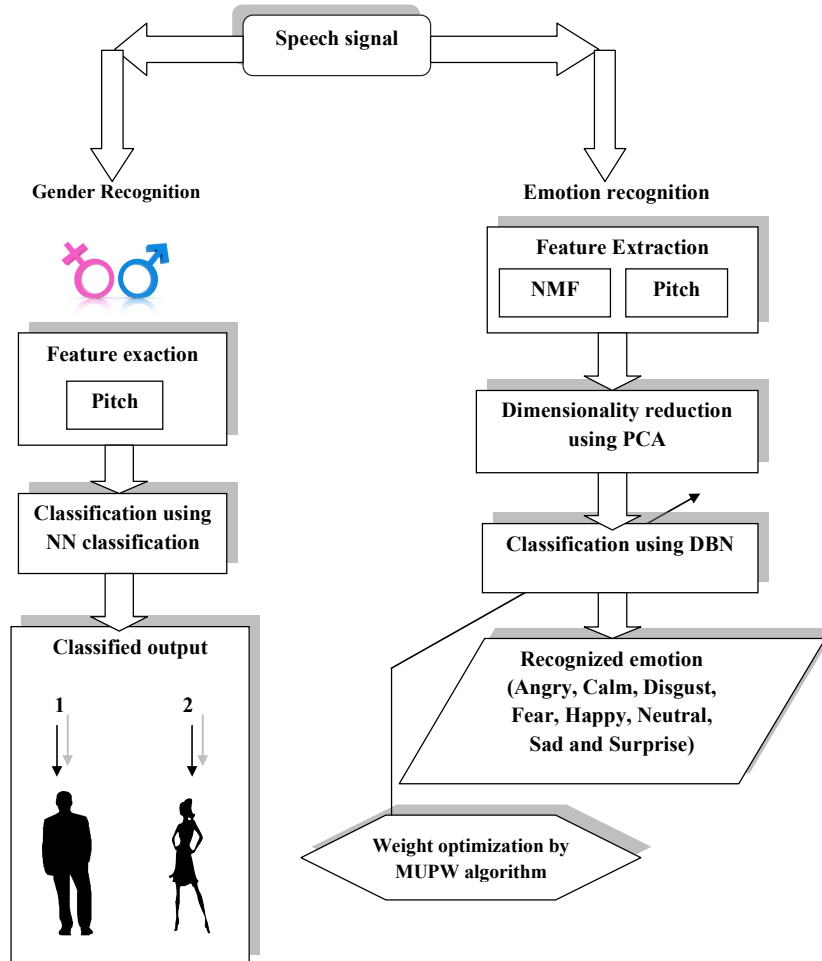 Speech signal
Gender Recognition
Feature exaction
Pitch
Classification using
NN classification
Classified output
1
2
Emotion recognition
Feature Extraction
NMF
Pitch
Dimensionality reduction
using PCA
Classification using DBN
Recognized emotion
(Angry, Calm, Disgust,
Fear, Happy, Neutral,
Sad and Surprise)
Weight optimization by
MUPW algorithm